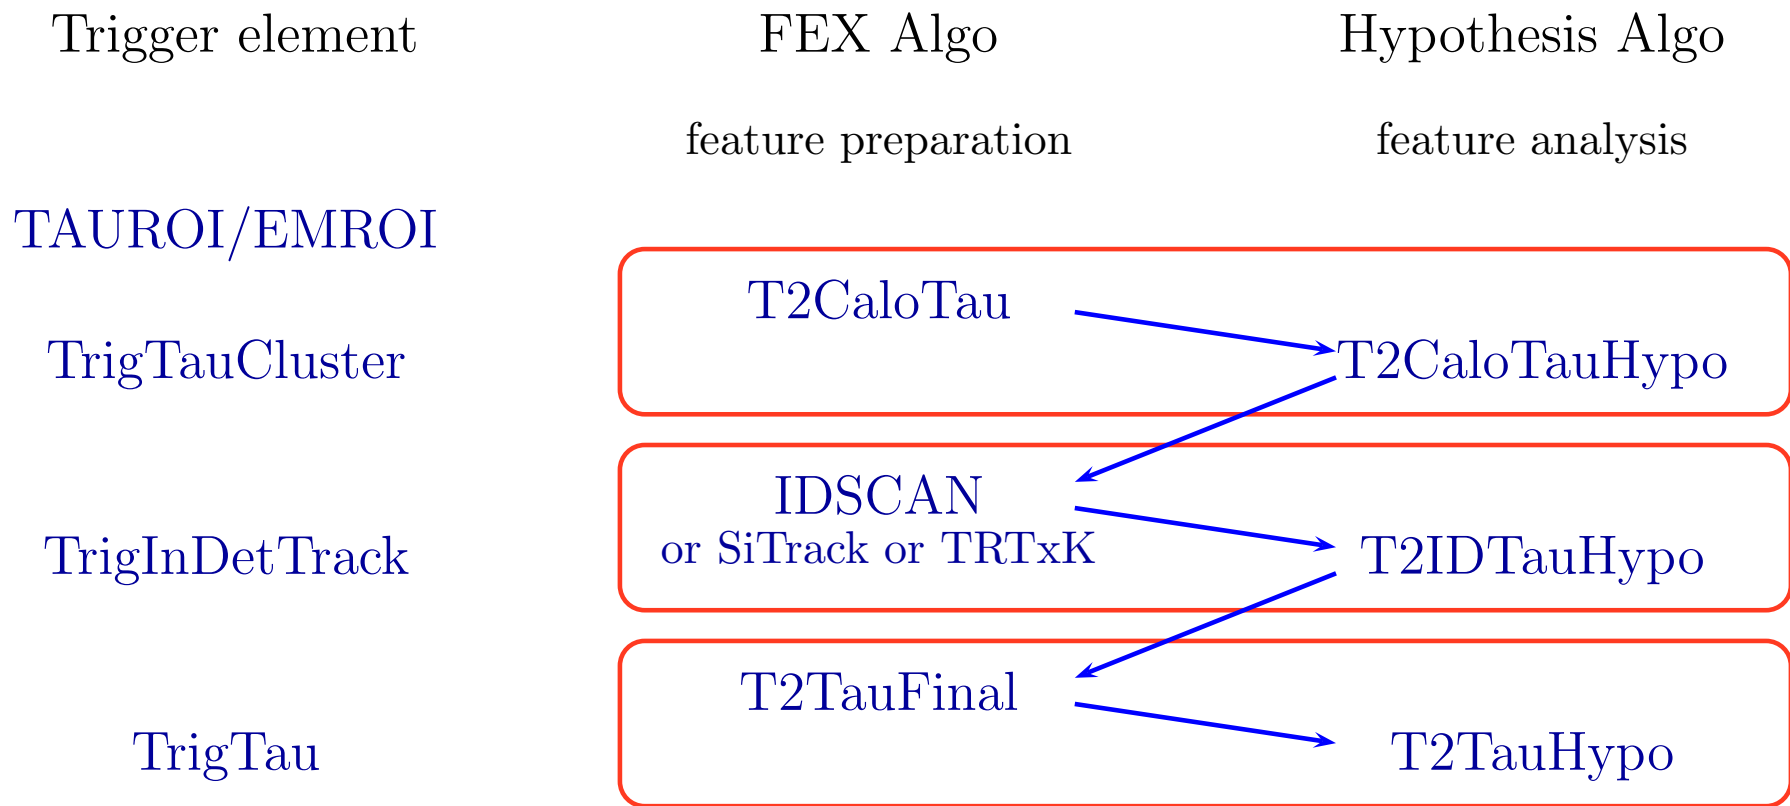 Trigger element
FEX Algo
Hypothesis Algo
feature preparation
feature analysis
TAUROI/EMROI
T2CaloTau
TrigTauCluster
T2CaloTauHypo
IDSCAN
or SiTrack or TRTxK
TrigInDetTrack
T2IDTauHypo
T2TauFinal
TrigTau
T2TauHypo